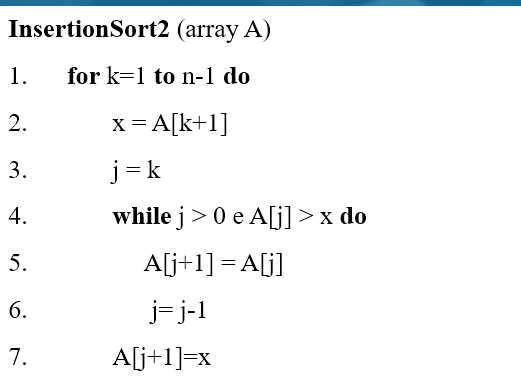 InsertionSort2 (array A)
1. for k=1 to n-1 do
2. x = A[k+1]
3. j = k
4. while j > 0 e A[j] > x do
5. A[j+1] = A[j]
6. j= j-1
7. A[j+1]=x